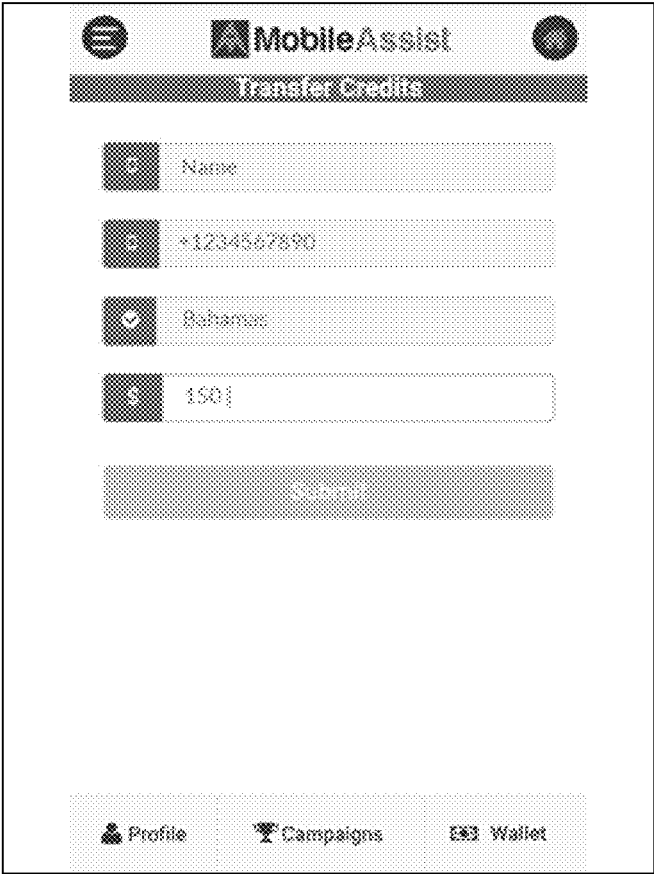 MobileAssist
Transfer Credits
Name
+1234567890
Bahamas
$ 150
Submit
Profile Campaigns Wallet